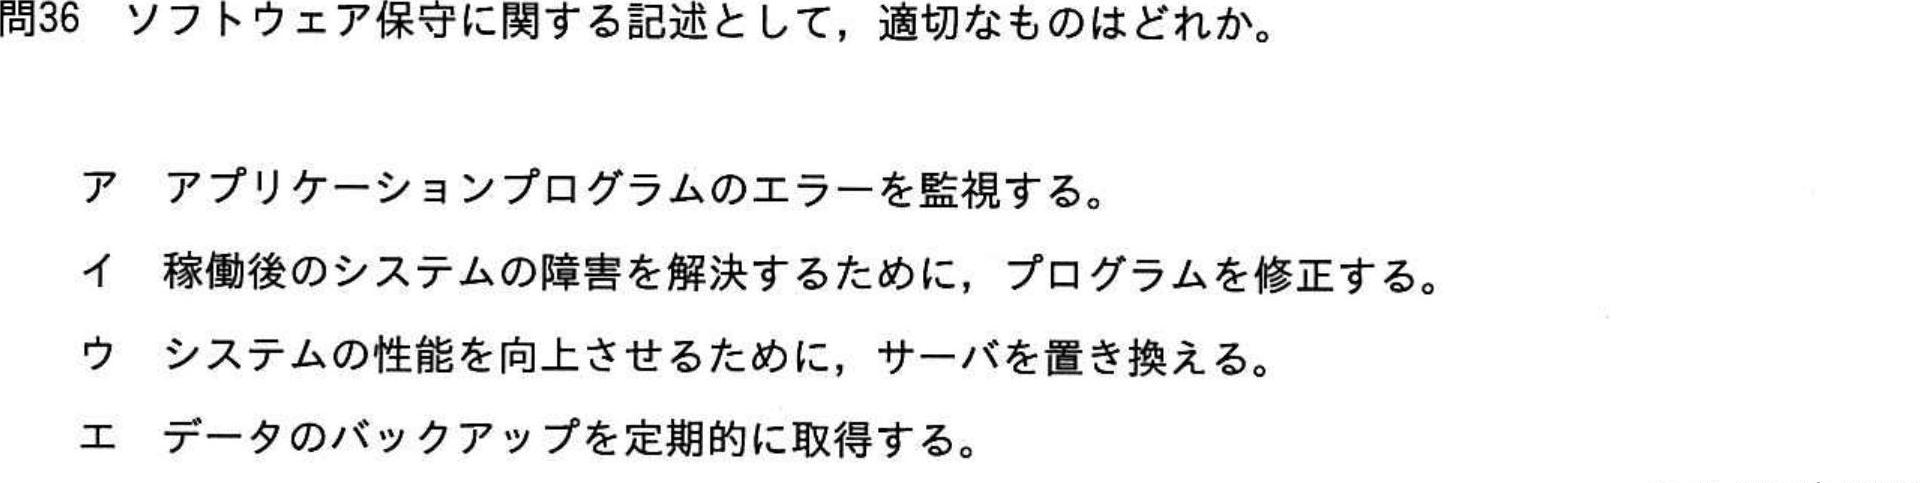 問36　ソフトウェア保守に関する記述として，適切なものはどれか。
ア　アプリケーションプログラムのエラーを監視する。
イ　稼働後のシステムの障害を解決するために，プログラムを修正する。
ウ　システムの性能を向上させるために，サーバを置き換える。
エ　データのバックアップを定期的に取得する。